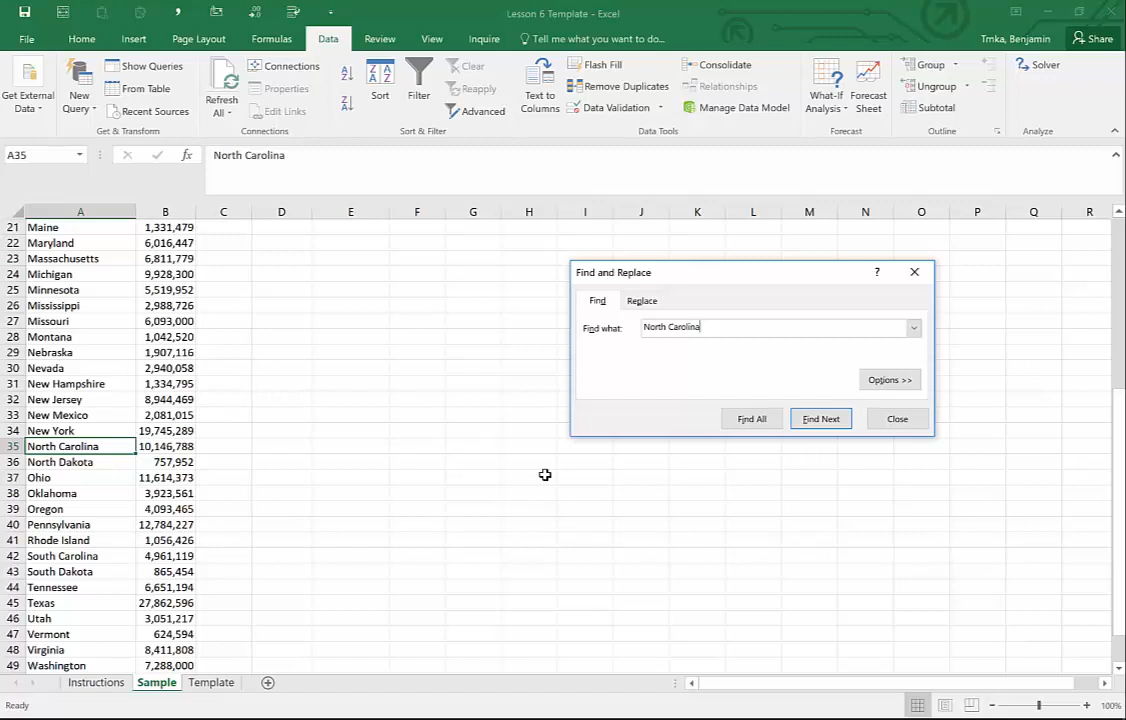 Lesson 6 Template - Excel
File Home Insert Page Layout Formulas Data Review View Inquire Tell me what you want to do... Trnka, Benjamin Share
Get External Data
New Query
Show Queries
From Table
Recent Sources
Get & Transform
Refresh All
Connections
Properties
Edit Links
Connections
Sort
Filter
Clear
Reapply
Advanced
Sort & Filter
Text to Columns
Flash Fill
Remove Duplicates
Data Validation
Consolidate
Relationships
Manage Data Model
Data Tools
What-If Analysis
Forecast Sheet
Forecast
Group
Ungroup
Subtotal
Outline
Solver
Analyze
A35 fx North Carolina
A B C D E F G H I J K L M N O P Q R
21 Maine 1,331,479
22 Maryland 6,016,447
23 Massachusetts 6,811,779
24 Michigan 9,928,300
25 Minnesota 5,519,952
26 Mississippi 2,988,726
27 Missouri 6,093,000
28 Montana 1,042,520
29 Nebraska 1,907,116
30 Nevada 2,940,058
31 New Hampshire 1,334,795
32 New Jersey 8,944,469
33 New Mexico 2,081,015
34 New York 19,745,289
35 North Carolina 10,146,788
36 North Dakota 757,952
37 Ohio 11,614,373
38 Oklahoma 3,923,561
39 Oregon 4,093,465
40 Pennsylvania 12,784,227
41 Rhode Island 1,056,426
42 South Carolina 4,961,119
43 South Dakota 865,454
44 Tennessee 6,651,194
45 Texas 27,862,596
46 Utah 3,051,217
47 Vermont 624,594
48 Virginia 8,411,808
49 Washington 7,288,000
Find and Replace ?
Find Replace
Find what: North Carolina
Options >>
Find All Find Next Close
Instructions Sample Template
Ready 100%